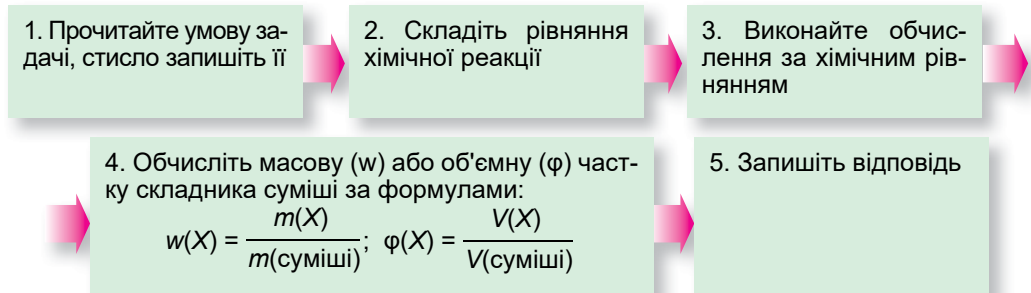 1. Прочитайте умову за-
дачі, стисло запишіть її
2. Складіть рівняння
хімічної реакції
3. Виконайте обчис-
лення за хімічним рів-
нянням
4. Обчисліть масову (w) або об'ємну (φ) част-
ку складника суміші за формулами:
w(X) = m(X) / m(суміші); φ(X) = V(X) / V(суміші)
5. Запишіть відповідь